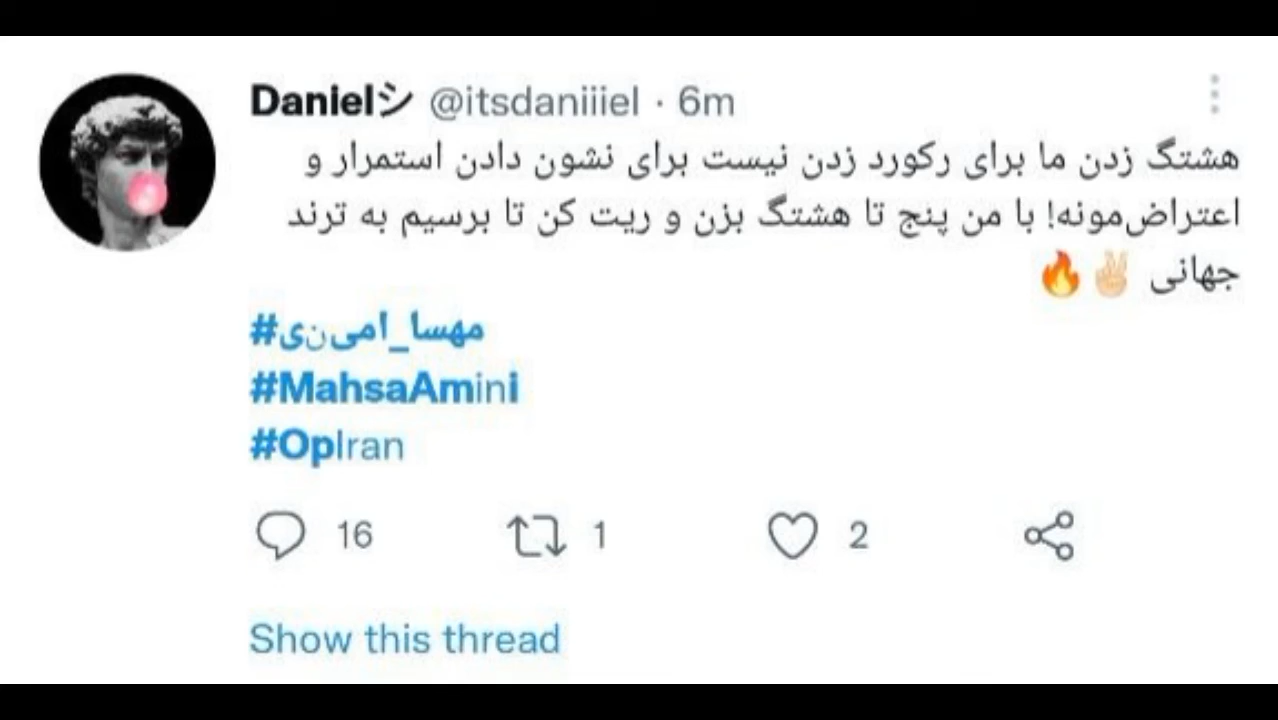 Danielシ @itsdaniiiel · 6m
هشتگ زدن ما برای رکورد زدن نیست برای نشون دادن استمرار و
اعتراض‌مونه! با من پنج تا هشتگ بزن و ریت کن تا برسیم به ترند
جهانی ✌🏻🔥
#مهسا_امینی
#MahsaAmini
#OpIran
16 1 2
Show this thread